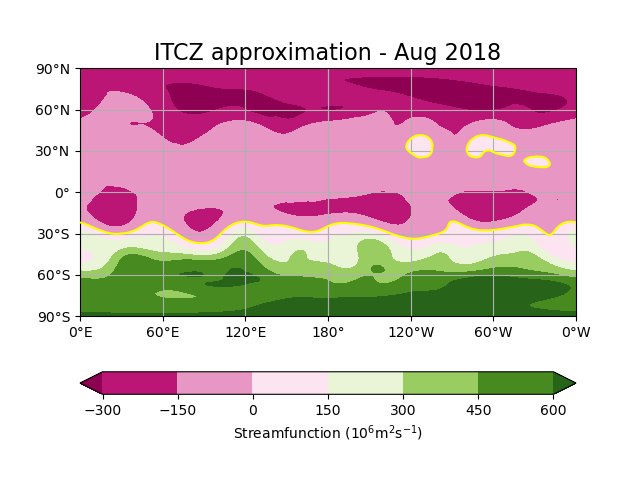 ITCZ approximation - Aug 2018
90°N
60°N
30°N
0°
30°S
60°S
90°S
0°E 60°E 120°E 180° 120°W 60°W 0°W
−300 −150 0 150 300 450 600
Streamfunction (10⁶m²s⁻¹)